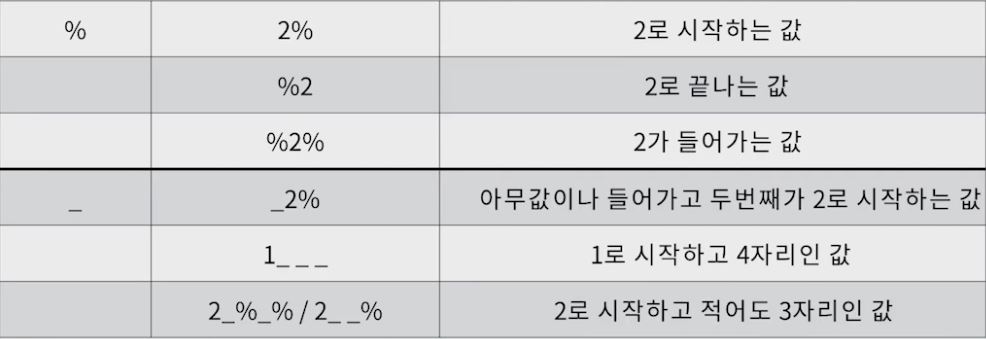 % 2% 2로 시작하는 값
%2 2로 끝나는 값
%2% 2가 들어가는 값
_ _2% 아무값이나 들어가고 두번째가 2로 시작하는 값
1_ _ _ 1로 시작하고 4자리인 값
2_%_% / 2_ _% 2로 시작하고 적어도 3자리인 값